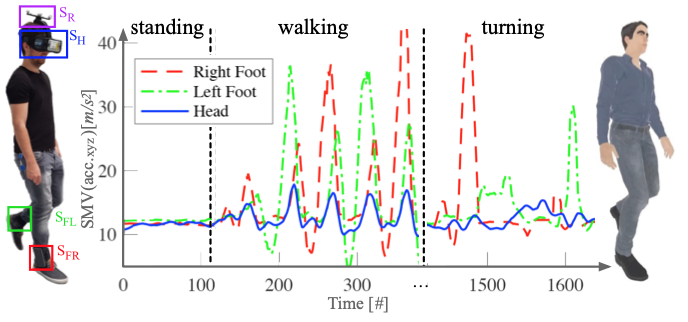 S_R
S_H
S_FL
S_FR
standing
walking
turning
Right Foot
Left Foot
Head
SMV(acc.xyz)[m/s²]
40
30
20
10
0
100
200
300
...
1500
1600
Time [#]